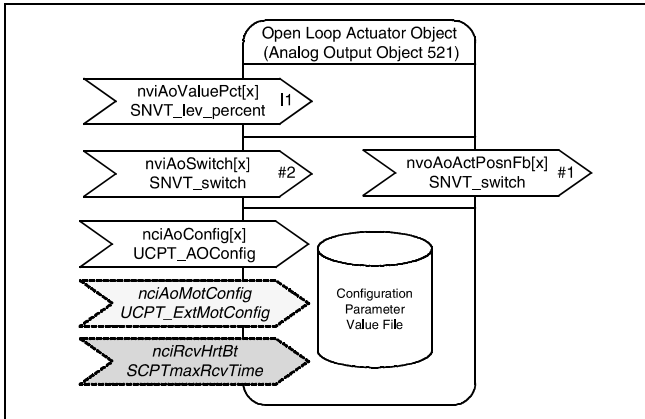 Open Loop Actuator Object
(Analog Output Object 521)
nviAoValuePct[x] I1
SNVT_lev_percent
nviAoSwitch[x] #2
SNVT_switch
nvoAoActPosnFb[x] #1
SNVT_switch
nciAoConfig[x]
UCPT_AOConfig
nciAoMotConfig
UCPT_ExtMotConfig
nciRcvHrtBt
SCPTmaxRcvTime
Configuration
Parameter
Value File